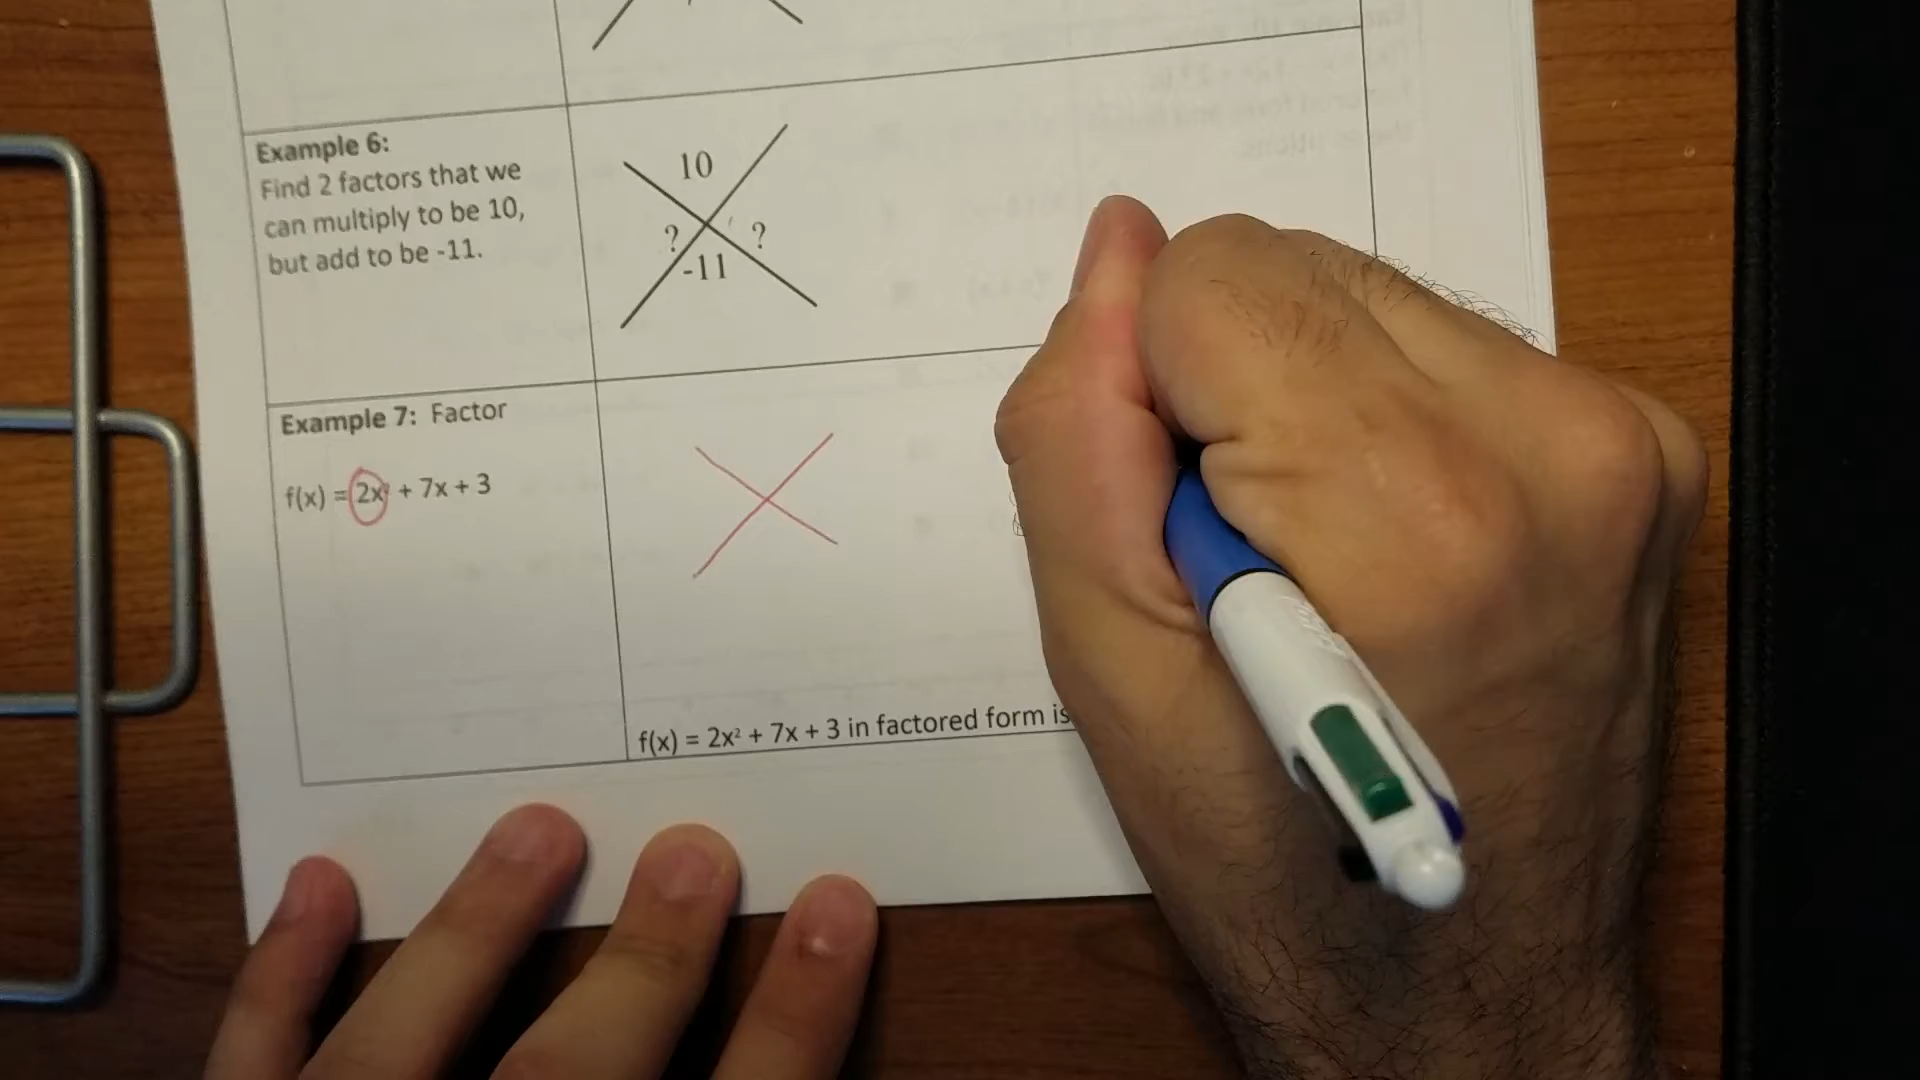 Example 6:
Find 2 factors that we
can multiply to be 10,
but add to be -11.
10
? ?
-11
Example 7: Factor
f(x) = 2x² + 7x + 3
f(x) = 2x² + 7x + 3 in factored form is